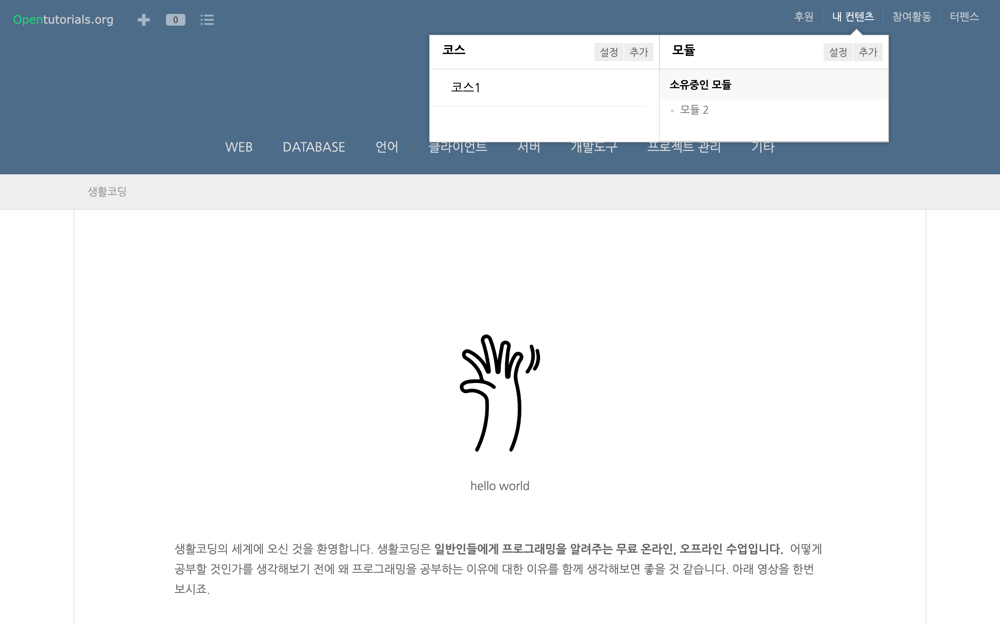 Opentutorials.org 0 후원 내 컨텐츠 참여활동 터펜스
코스 설정 추가 모듈 설정 추가
코스1 소유중인 모듈
모듈 2
WEB DATABASE 언어 클라이언트 서버 개발도구 프로젝트 관리 기타
생활코딩
hello world
생활코딩의 세계에 오신 것을 환영합니다. 생활코딩은 일반인들에게 프로그래밍을 알려주는 무료 온라인, 오프라인 수업입니다. 어떻게
공부할 것인가를 생각해보기 전에 왜 프로그래밍을 공부하는 이유에 대한 이유를 함께 생각해보면 좋을 것 같습니다. 아래 영상을 한번
보시죠.